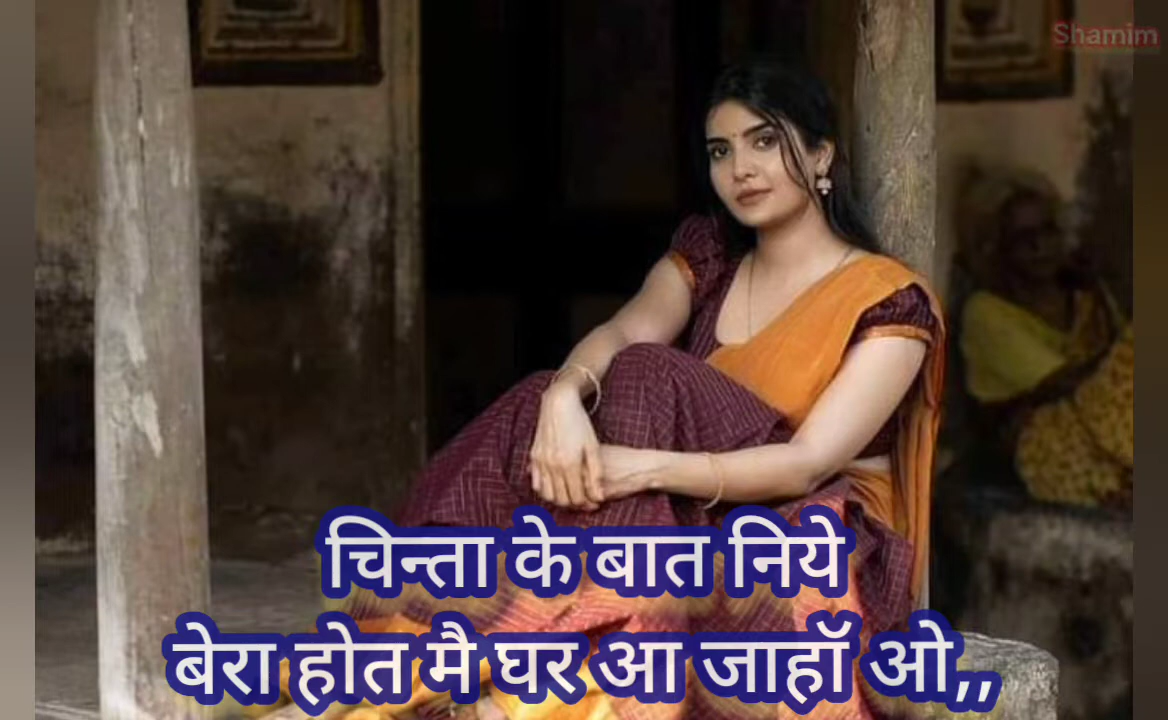 Shamim
चिन्ता के बात निये
बेरा होत मै घर आ जाहॉ ओ,,